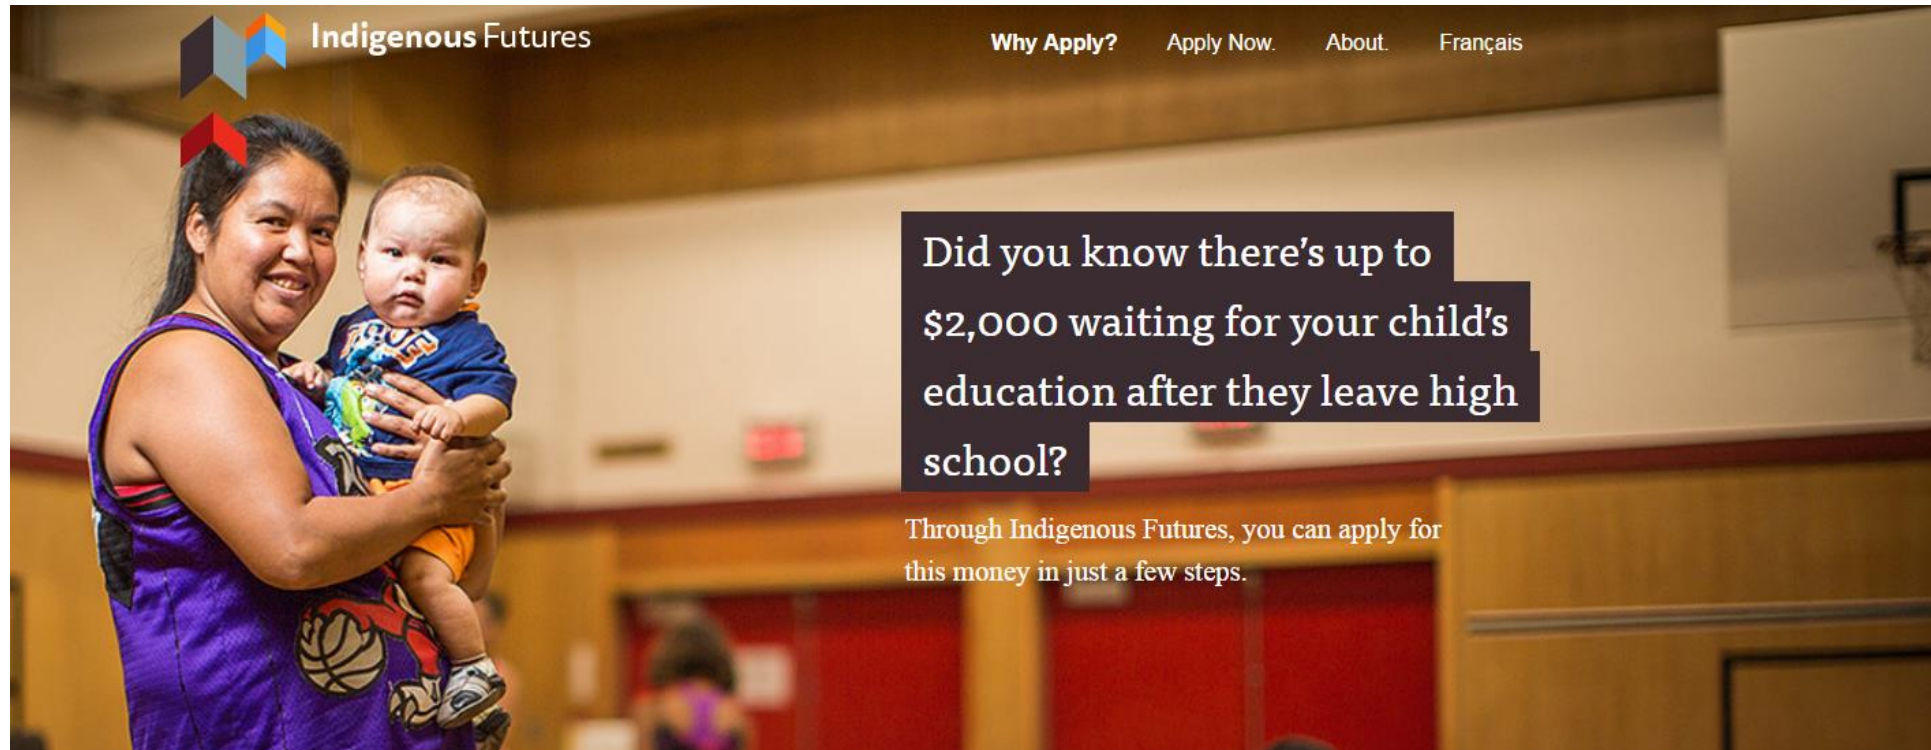 Indigenous Futures
Why Apply? Apply Now. About. Français
Did you know there's up to
$2,000 waiting for your child's
education after they leave high
school?
Through Indigenous Futures, you can apply for
this money in just a few steps.